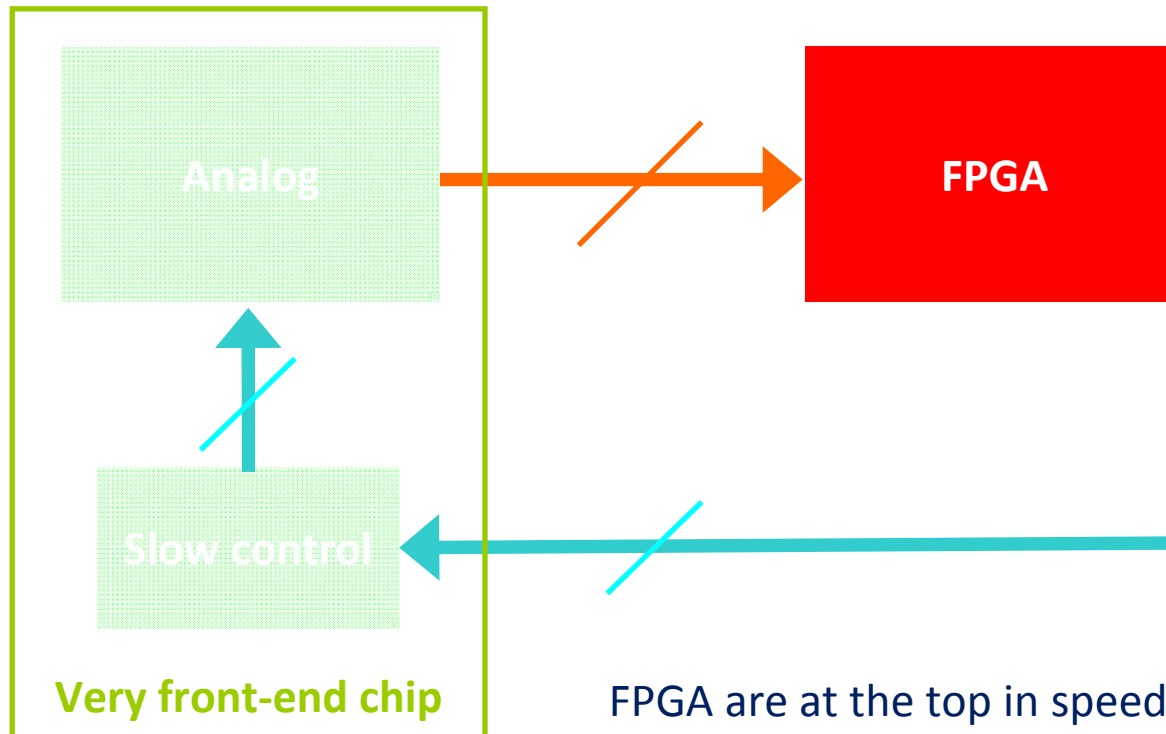 Analog
FPGA
Slow control
Very front-end chip
FPGA are at the top in speed